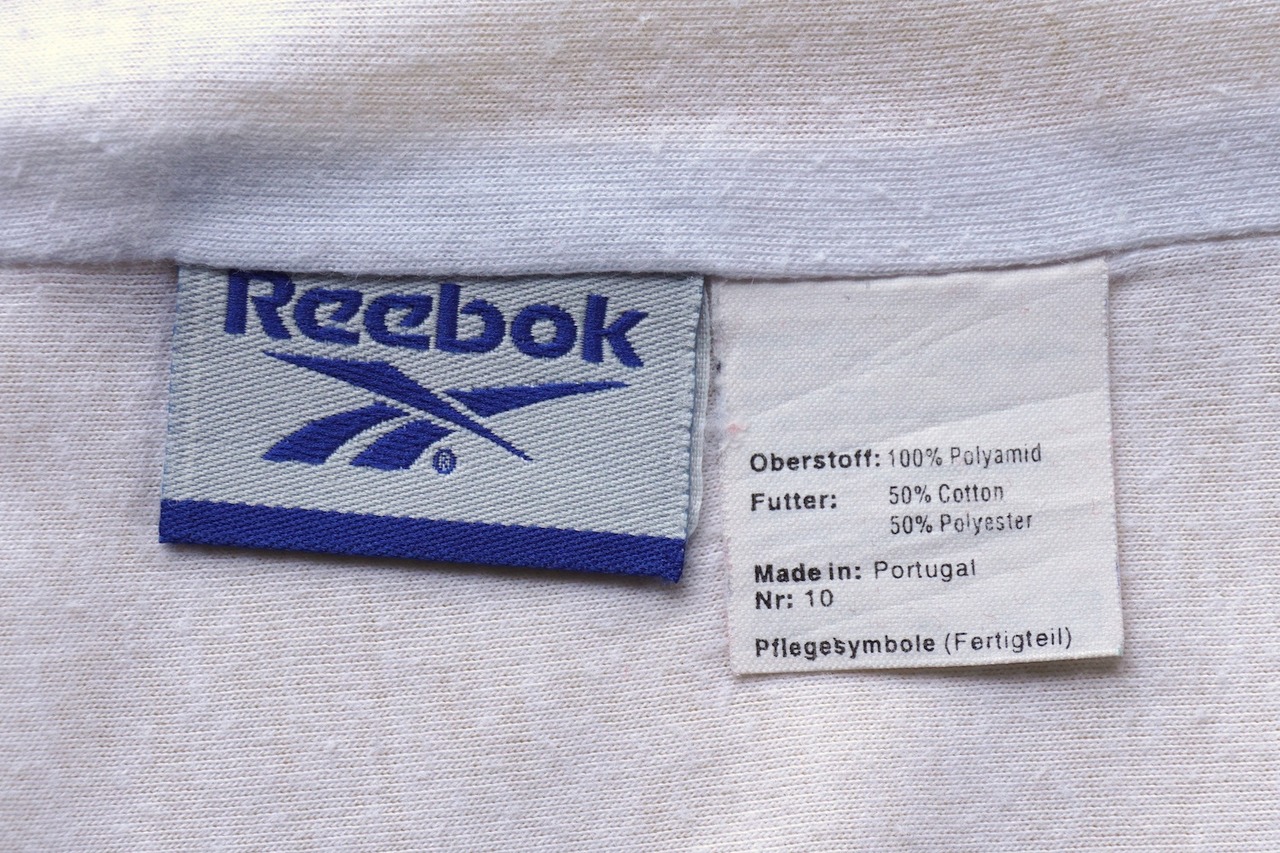 Reebok
®
Oberstoff: 100% Polyamid
Futter: 50% Cotton
50% Polyester
Made in: Portugal
Nr: 10
Pflegesymbole (Fertigteil)